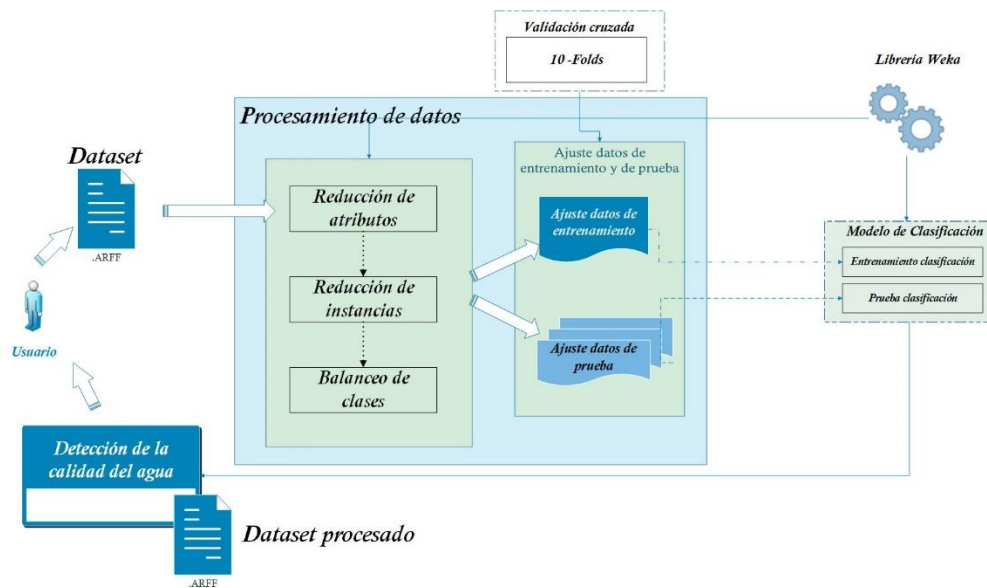 Validación cruzada
10 -Folds
Librería Weka
Procesamiento de datos
Dataset
.ARFF
Usuario
Reducción de
atributos
Reducción de
instancias
Balanceo de
clases
Ajuste datos de
entrenamiento y de prueba
Ajuste datos de
entrenamiento
Ajuste datos de
prueba
Modelo de Clasificación
Entrenamiento clasificación
Prueba clasificación
Detección de la
calidad del agua
Dataset procesado
.ARFF